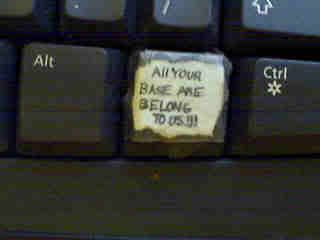 . /
Alt
All YOUR
BASE ARE
BELONG
TO US!!!
Ctrl